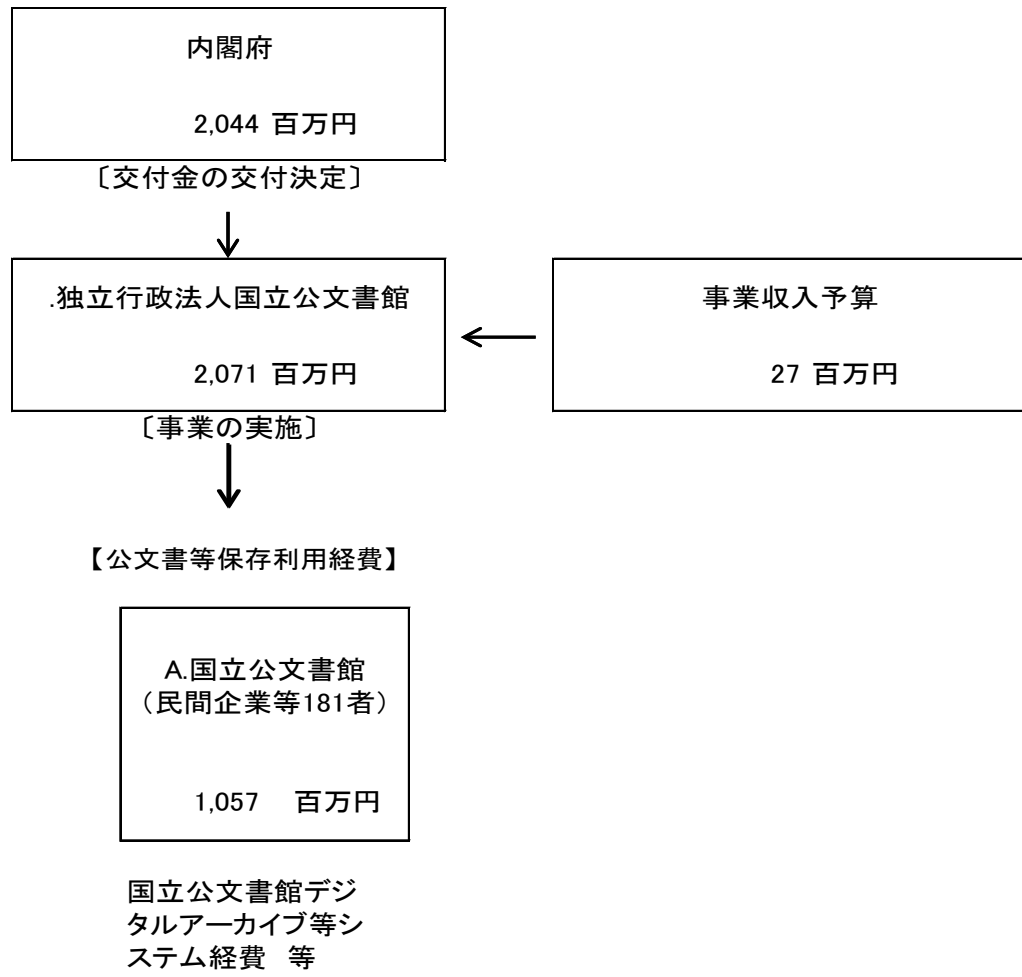 内閣府
2,044 百万円
〔交付金の交付決定〕
.独立行政法人国立公文書館
2,071 百万円
〔事業の実施〕
事業収入予算
27 百万円
【公文書等保存利用経費】
A.国立公文書館
（民間企業等181者）
1,057　百万円
国立公文書館デジ
タルアーカイブ等シ
ステム経費　等